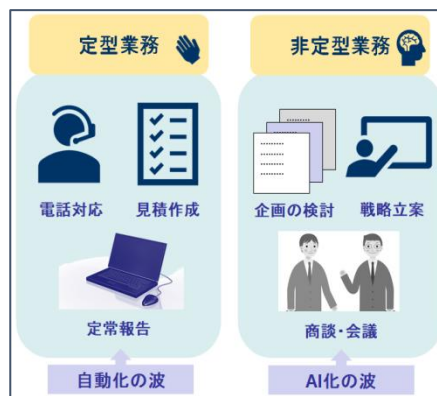 定型業務
電話対応
見積作成
定常報告
自動化の波
非定型業務
企画の検討
戦略立案
商談・会議
AI化の波